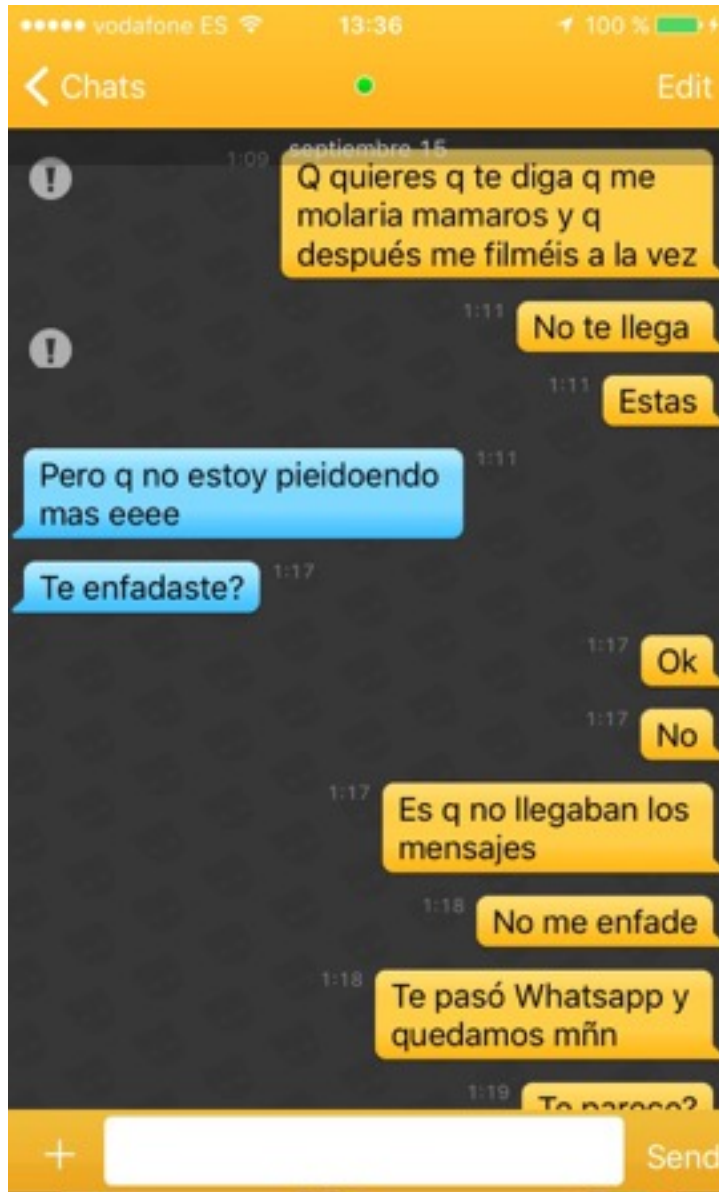 vodafone ES 13:36 100 %
Chats Edit
septiembre 15
1:09
Q quieres q te diga q me
molaria mamaros y q
después me filméis a la vez
1:11
No te llega
1:11
Estas
Pero q no estoy pieidoendo
mas eeee
1:11
Te enfadaste?
1:17
1:17
Ok
1:17
No
1:17
Es q no llegaban los
mensajes
1:18
No me enfade
1:18
Te pasó Whatsapp y
quedamos mñn
1:19
Te parece?
Send